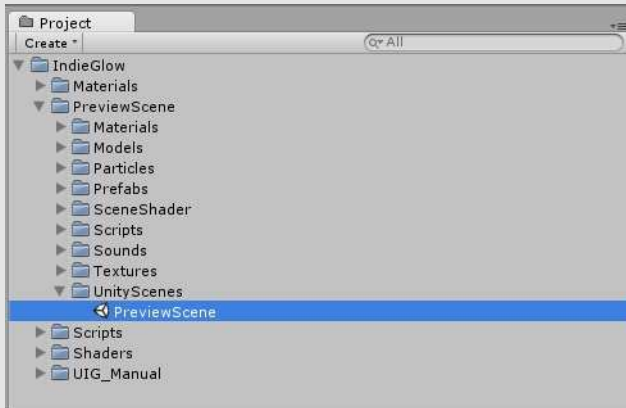 Project
Create
All
IndieGlow
Materials
PreviewScene
Materials
Models
Particles
Prefabs
SceneShader
Scripts
Sounds
Textures
UnityScenes
PreviewScene
Scripts
Shaders
UIG_Manual